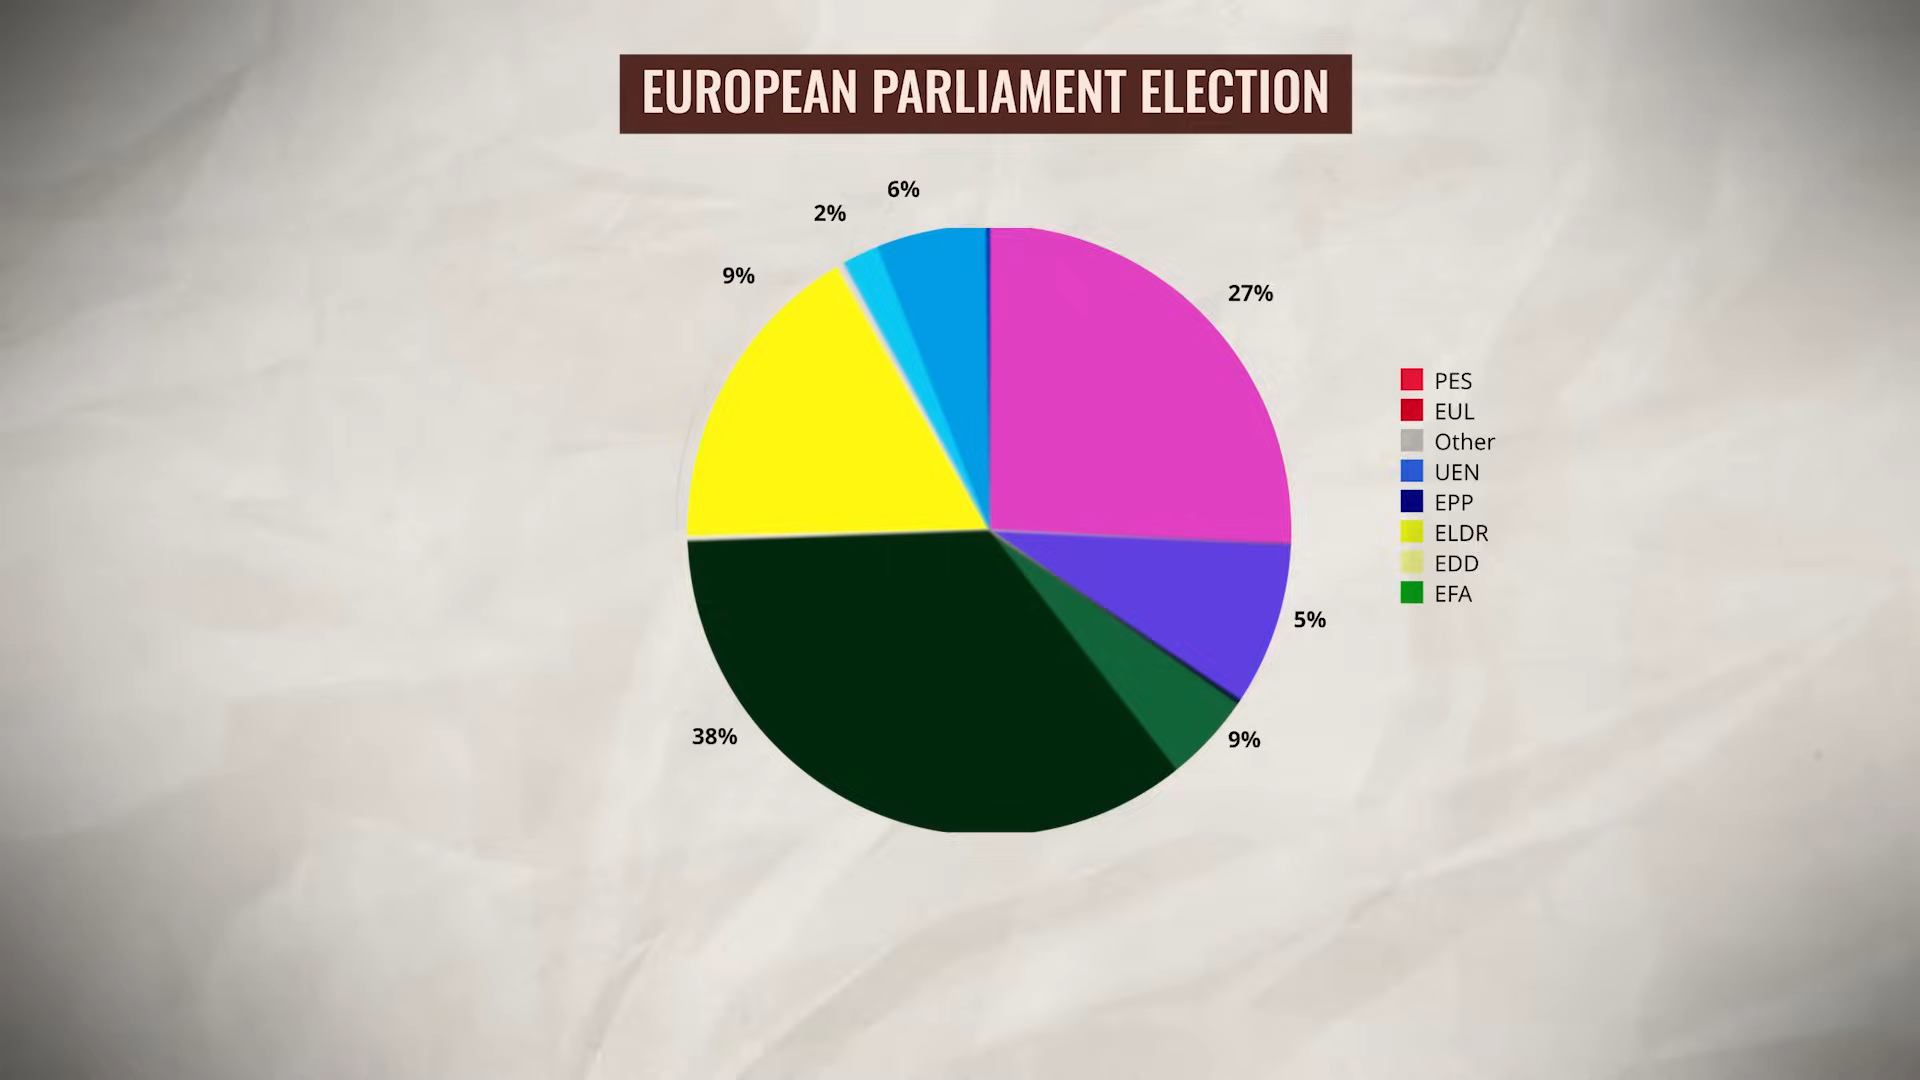 EUROPEAN PARLIAMENT ELECTION
6%
2%
9%
27%
5%
9%
38%
PES
EUL
Other
UEN
EPP
ELDR
EDD
EFA